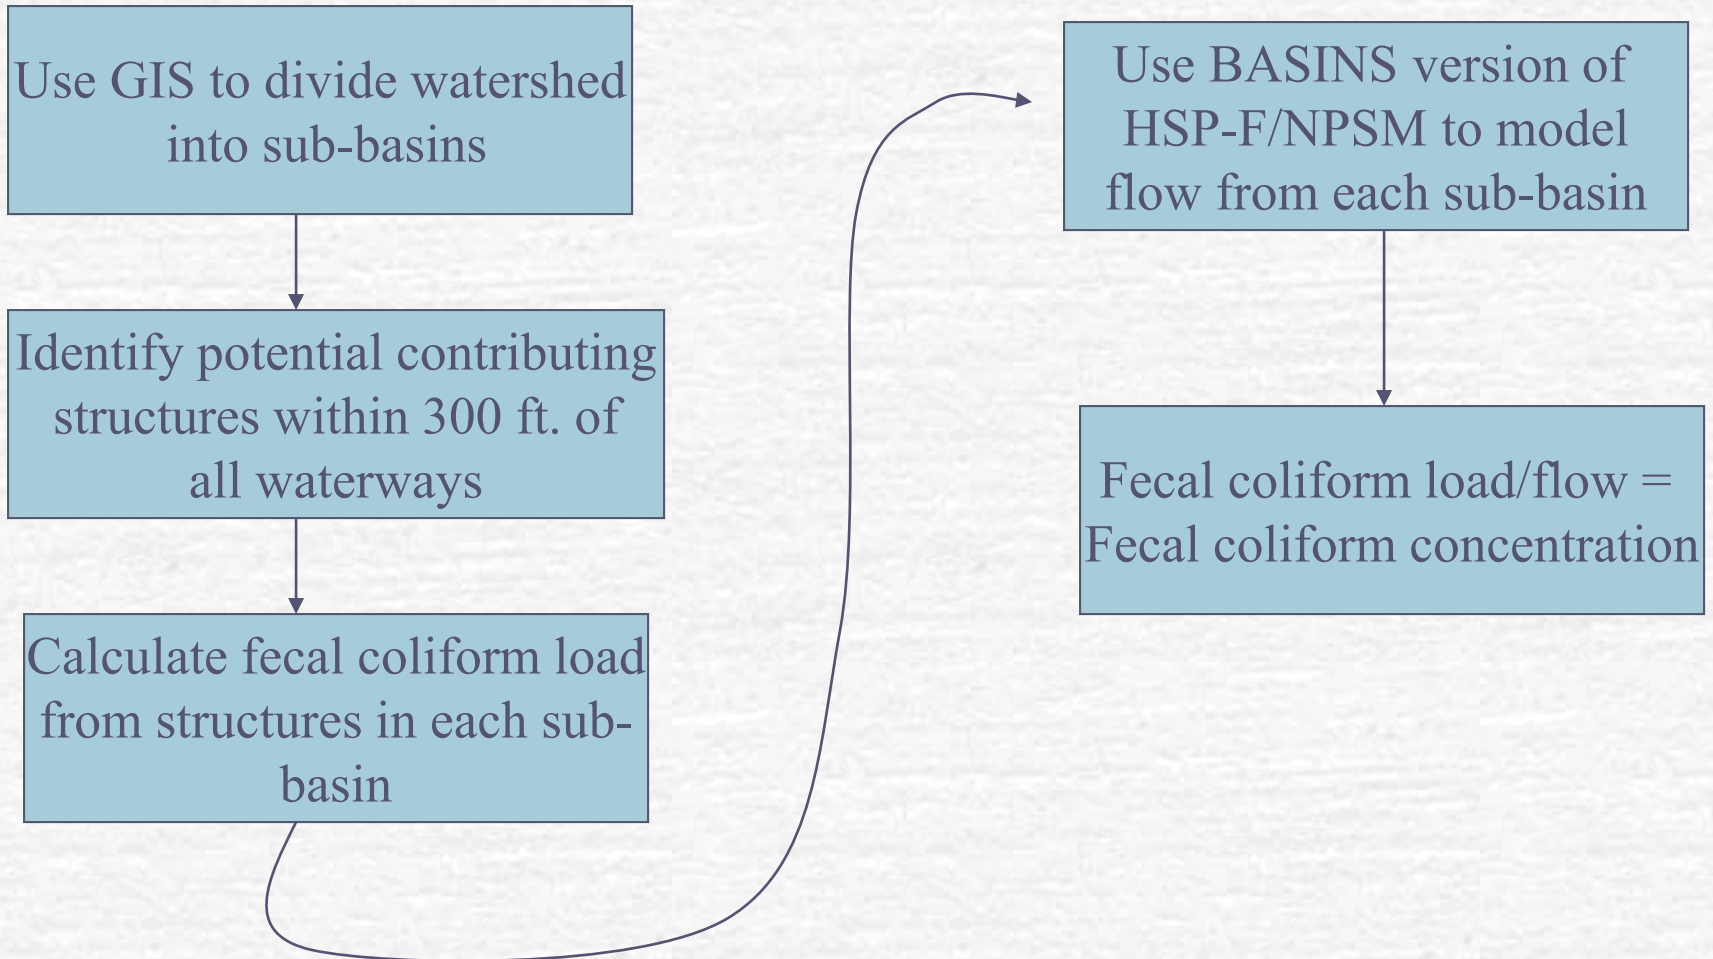 Use GIS to divide watershed
into sub-basins
Identify potential contributing
structures within 300 ft. of
all waterways
Calculate fecal coliform load
from structures in each sub-
basin
Use BASINS version of
HSP-F/NPSM to model
flow from each sub-basin
Fecal coliform load/flow =
Fecal coliform concentration